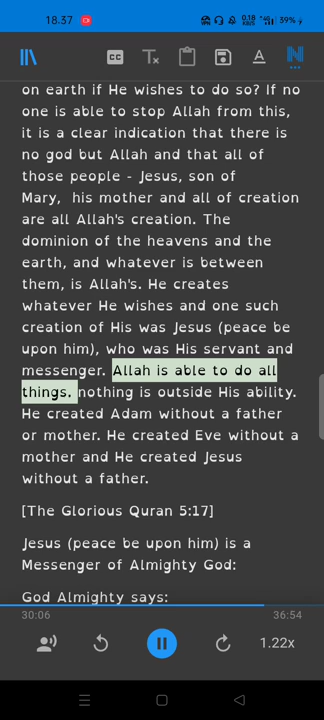 18.37
0.18
KB/S
4G
59%
CC
A
N
on earth if He wishes to do so? If no
one is able to stop Allah from this,
it is a clear indication that there is
no god but Allah and that all of
those people - Jesus, son of
Mary,  his mother and all of creation
are all Allah's creation. The
dominion of the heavens and the
earth, and whatever is between
them, is Allah's. He creates
whatever He wishes and one such
creation of His was Jesus (peace be
upon him), who was His servant and
messenger. Allah is able to do all
things. nothing is outside His ability.
He created Adam without a father
or mother. He created Eve without a
mother and He created Jesus
without a father.
[The Glorious Quran 5:17]
Jesus (peace be upon him) is a
Messenger of Almighty God:
God Almighty says:
30:06
36:54
1.22x